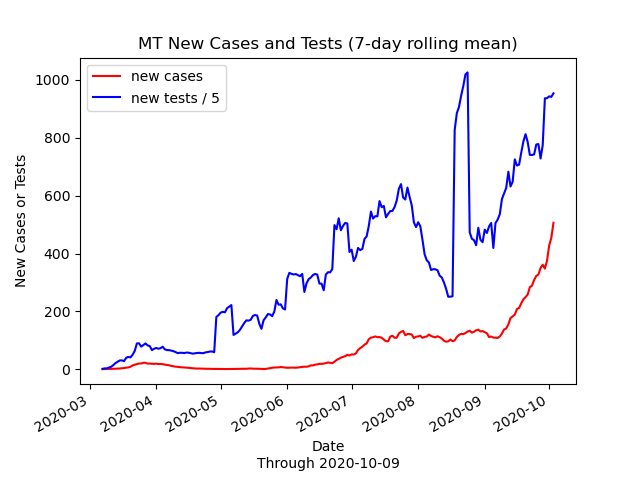 MT New Cases and Tests (7-day rolling mean)
new cases
new tests / 5
New Cases or Tests
1000
800
600
400
200
0
2020-03
2020-04
2020-05
2020-06
2020-07
2020-08
2020-09
2020-10
Date
Through 2020-10-09